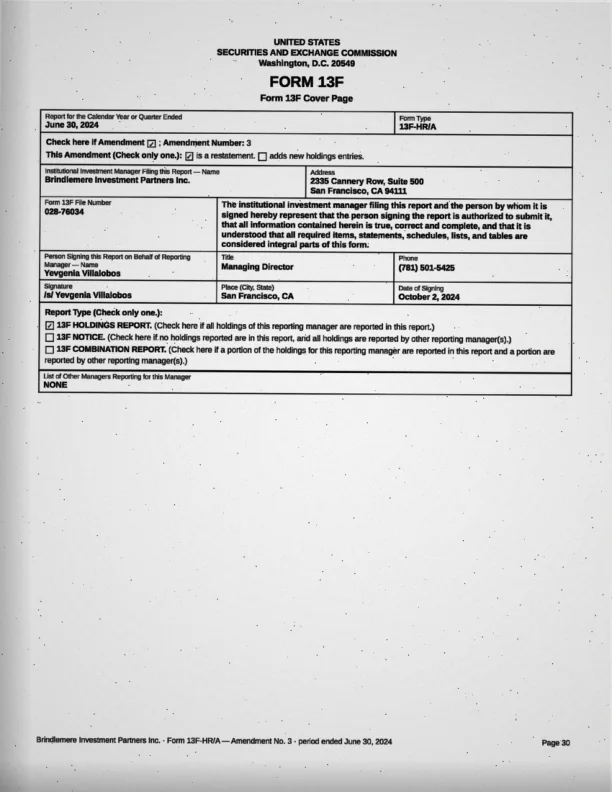 UNITED STATES
SECURITIES AND EXCHANGE COMMISSION
Washington, D.C. 20549
FORM 13F
Form 13F Cover Page
Report for the Calendar Year or Quarter Ended
June 30, 2024
Form Type
13F-HR/A
Check here if Amendment ☑ ; Amendment Number: 3
This Amendment (Check only one.): ☑ is a restatement. ☐ adds new holdings entries.
Institutional Investment Manager Filing this Report — Name
Brindlemere Investment Partners Inc.
Address
2335 Cannery Row, Suite 500
San Francisco, CA 94111
Form 13F File Number
028-76034
The institutional investment manager filing this report and the person by whom it is
signed hereby represent that the person signing the report is authorized to submit it,
that all information contained herein is true, correct and complete, and that it is
understood that all required items, statements, schedules, lists, and tables are
considered integral parts of this form.
Person Signing this Report on Behalf of Reporting
Manager — Name
Yevgenia Villalobos
Title
Managing Director
Phone
(781) 501-5425
Signature
/s/ Yevgenia Villalobos
Place (City, State)
San Francisco, CA
Date of Signing
October 2, 2024
Report Type (Check only one.):
☑ 13F HOLDINGS REPORT. (Check here if all holdings of this reporting manager are reported in this report.)
☐ 13F NOTICE. (Check here if no holdings reported are in this report, and all holdings are reported by other reporting manager(s).)
☐ 13F COMBINATION REPORT. (Check here if a portion of the holdings for this reporting manager are reported in this report and a portion are
reported by other reporting manager(s).)
List of Other Managers Reporting for this Manager
NONE
Brindlemere Investment Partners Inc. - Form 13F-HR/A — Amendment No. 3 - period ended June 30, 2024
Page 30